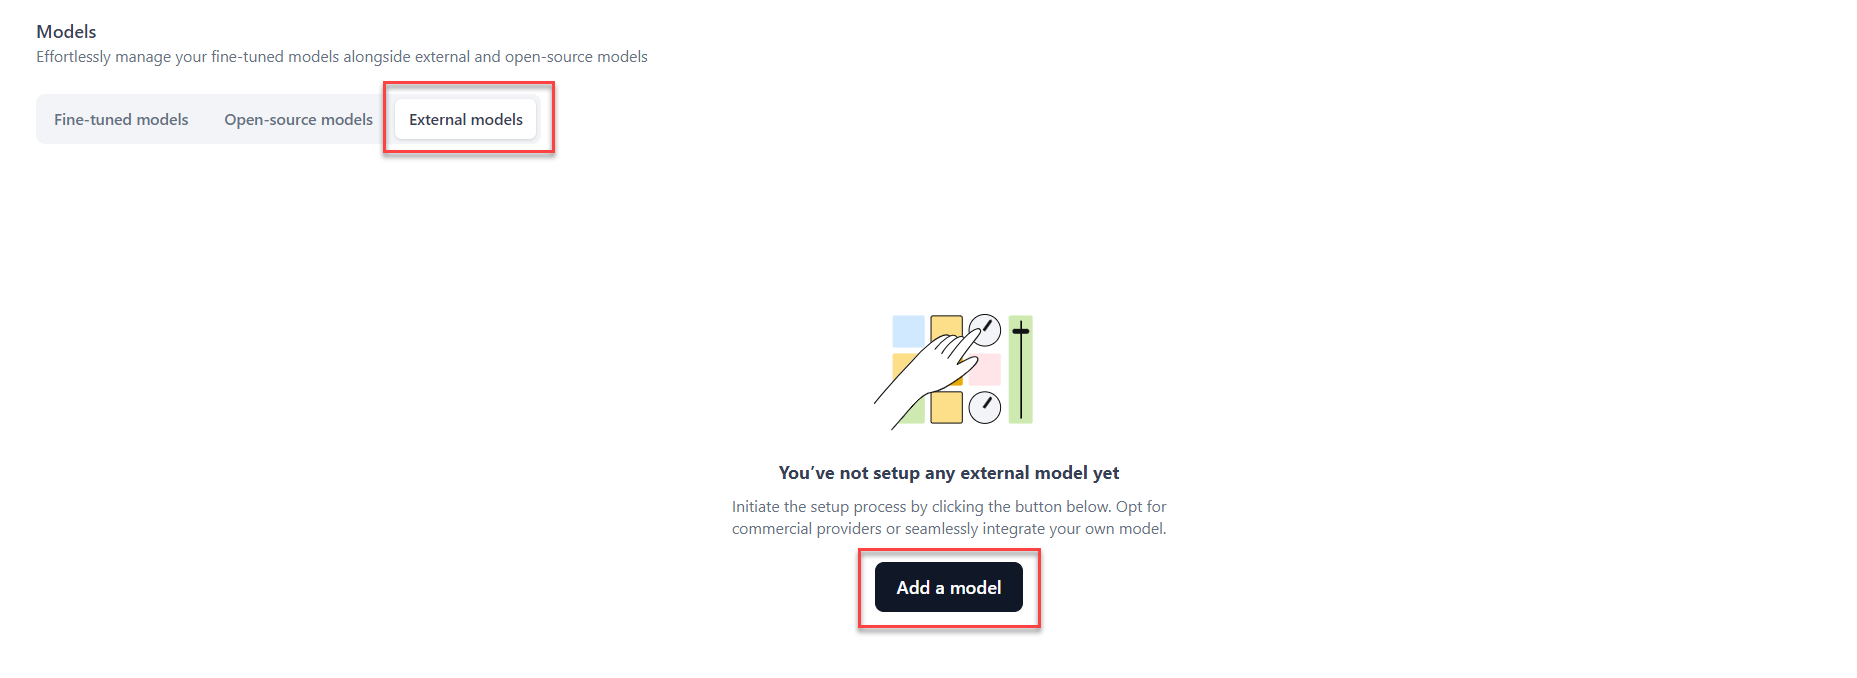 Models
Effortlessly manage your fine-tuned models alongside external and open-source models
Fine-tuned models Open-source models External models
You’ve not setup any external model yet
Initiate the setup process by clicking the button below. Opt for
commercial providers or seamlessly integrate your own model.
Add a model